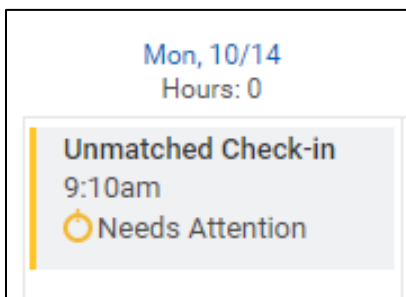 Mon, 10/14
Hours: 0
Unmatched Check-in
9:10am
Needs Attention